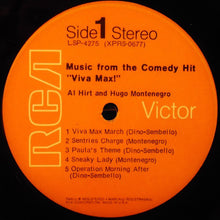 Side 1 Stereo
LSP-4275 (XPRS-0677)
Music from the Comedy Hit
"Viva Max!"
Al Hirt and Hugo Montenegro
RCA
Victor
1 Viva Max March (Dino-Sembello)
2 Sentries Charge (Montenegro)
3 Paula's Theme (Dino-Sembello)
4 Sneaky Lady (Montenegro)
5 Operation Morning After
(Dino-Sembello)